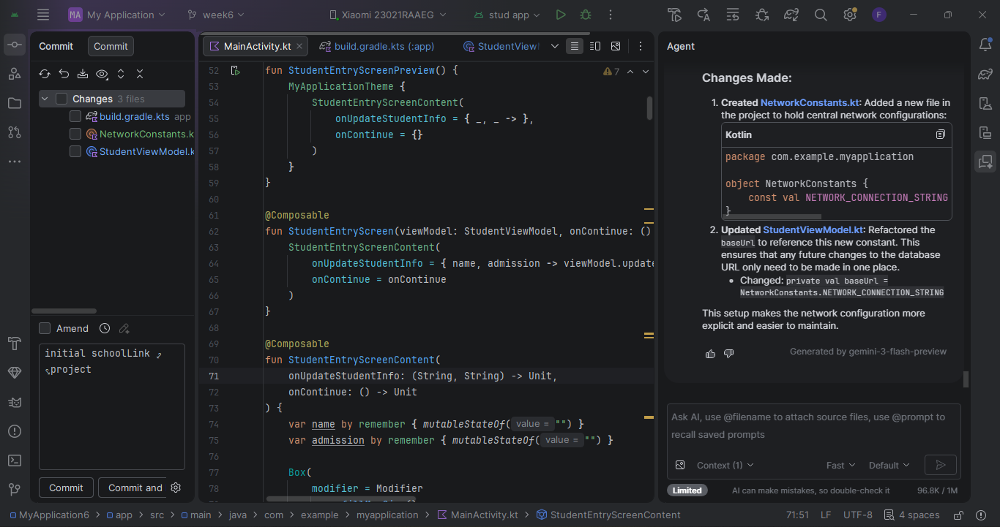 MA My Application
week6
Xiaomi 23021RAAEG
stud app
F
Commit
Commit
Changes 3 files
build.gradle.kts app
NetworkConstants.k
StudentViewModel.k
Amend
initial schoolLink
project
Commit
Commit and
MainActivity.kt
build.gradle.kts (:app)
StudentView
7
52 fun StudentEntryScreenPreview() {
53 MyApplicationTheme {
54 StudentEntryScreenContent(
55 onUpdateStudentInfo = { _, _ -> },
56 onContinue = {}
57 )
58 }
59 }
60
61 @Composable
62 fun StudentEntryScreen(viewModel: StudentViewModel, onContinue: ()
63 StudentEntryScreenContent(
64 onUpdateStudentInfo = { name, admission -> viewModel.update
65 onContinue = onContinue
66 )
67 }
68
69 @Composable
70 fun StudentEntryScreenContent(
71 onUpdateStudentInfo: (String, String) -> Unit,
72 onContinue: () -> Unit
73 ) {
74 var name by remember { mutableStateOf( value = "") }
75 var admission by remember { mutableStateOf( value = "") }
76
77 Box(
78 modifier = Modifier
Agent
Changes Made:
1. Created NetworkConstants.kt: Added a new file in
the project to hold central network configurations:
Kotlin
package com.example.myapplication
object NetworkConstants {
const val NETWORK_CONNECTION_STRING
}
2. Updated StudentViewModel.kt: Refactored the
baseUrl to reference this new constant. This
ensures that any future changes to the database
URL only need to be made in one place.
Changed: private val baseUrl =
NetworkConstants.NETWORK_CONNECTION_STRING
This setup makes the network configuration more
explicit and easier to maintain.
Generated by gemini-3-flash-preview
Ask AI, use @filename to attach source files, use @prompt to
recall saved prompts
Context (1)
Fast
Default
Limited
AI can make mistakes, so double-check it
96.8K / 1M
MyApplication6 > app > src > main > java > com > example > myapplication > MainActivity.kt > StudentEntryScreenContent
71:51
LF
UTF-8
4 spaces